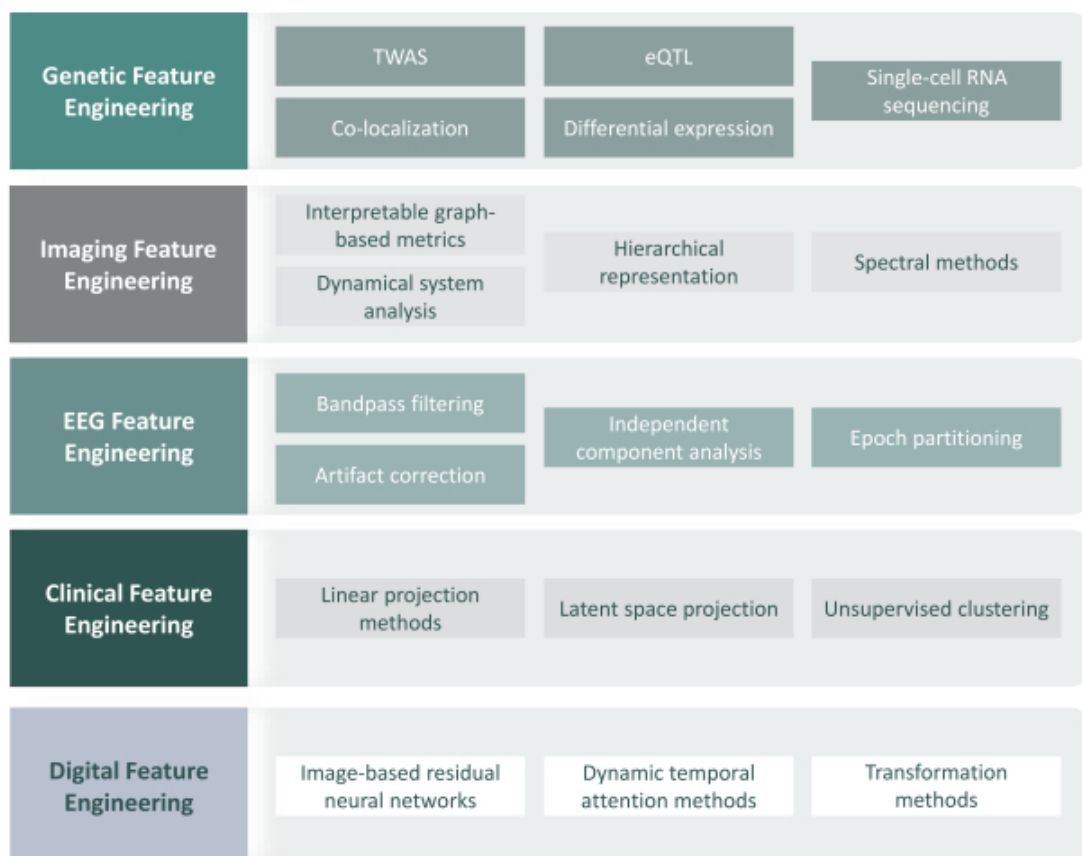 Genetic Feature
Engineering
TWAS
eQTL
Single-cell RNA
sequencing
Co-localization
Differential expression
Imaging Feature
Engineering
Interpretable graph-
based metrics
Hierarchical
representation
Spectral methods
Dynamical system
analysis
EEG Feature
Engineering
Bandpass filtering
Independent
component analysis
Epoch partitioning
Artifact correction
Clinical Feature
Engineering
Linear projection
methods
Latent space projection
Unsupervised clustering
Digital Feature
Engineering
Image-based residual
neural networks
Dynamic temporal
attention methods
Transformation
methods